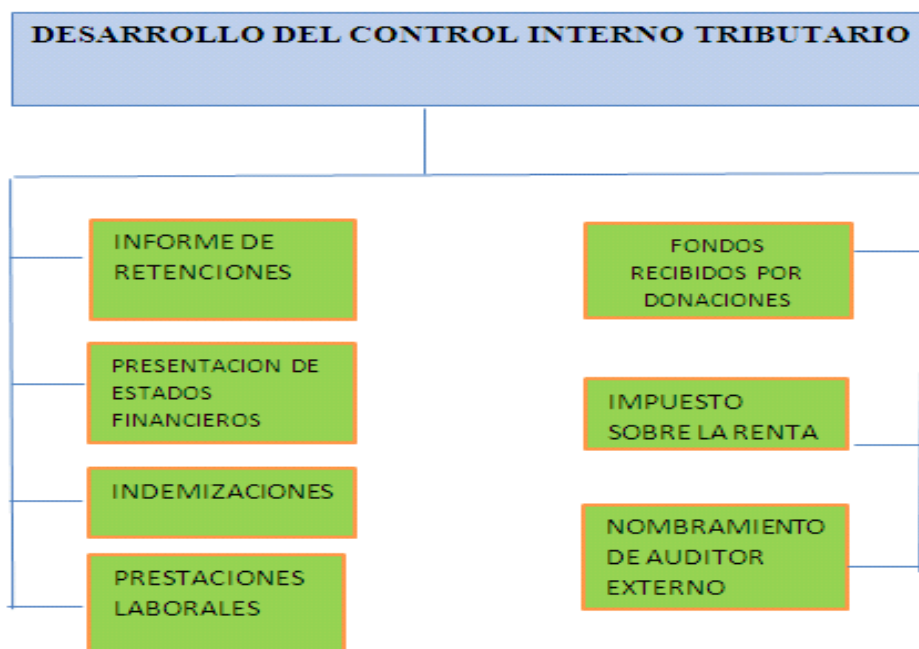 DESARROLLO DEL CONTROL INTERNO TRIBUTARIO
INFORME DE
RETENCIONES
PRESENTACION DE
ESTADOS
FINANCIEROS
INDEMIZACIONES
PRESTACIONES
LABORALES
FONDOS
RECIBIDOS POR
DONACIONES
IMPUESTO
SOBRE LA RENTA
NOMBRAMIENTO
DE AUDITOR
EXTERNO